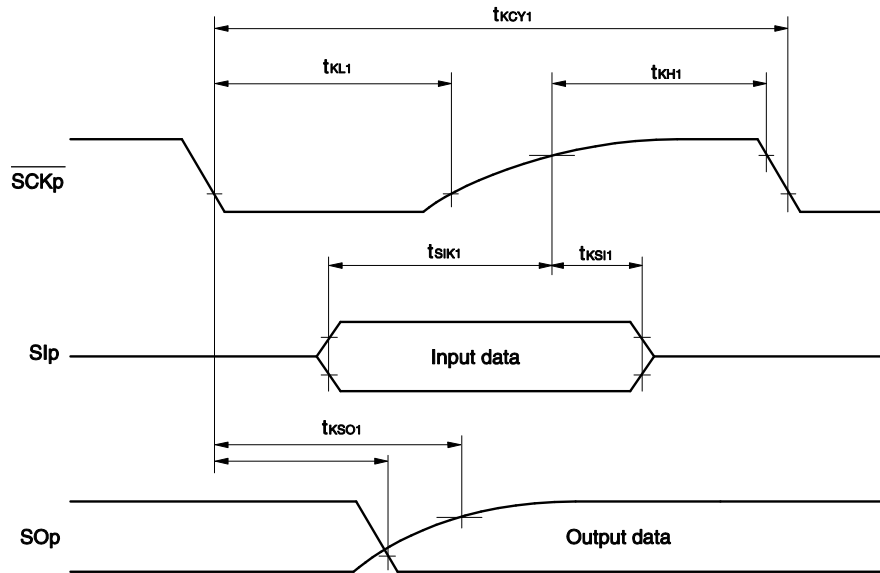 tKCY1
tKL1
tKH1
SCKp
tSIK1
tKSI1
SIp
Input data
tKSO1
SOp
Output data